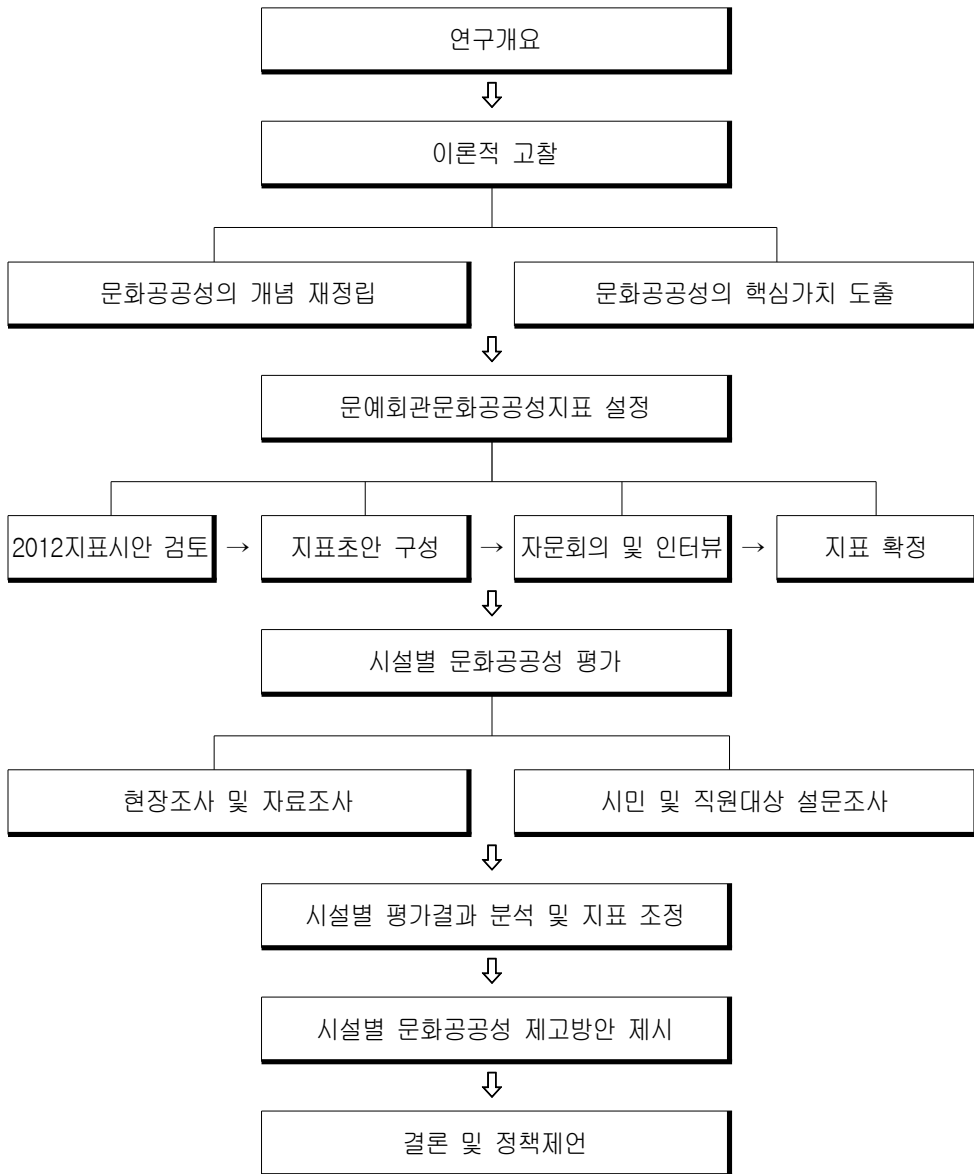 연구개요
이론적 고찰
문화공공성의 개념 재정립
문화공공성의 핵심가치 도출
문예회관문화공공성지표 설정
2012지표시안 검토 → 지표초안 구성 → 자문회의 및 인터뷰 → 지표 확정
시설별 문화공공성 평가
현장조사 및 자료조사
시민 및 직원대상 설문조사
시설별 평가결과 분석 및 지표 조정
시설별 문화공공성 제고방안 제시
결론 및 정책제언